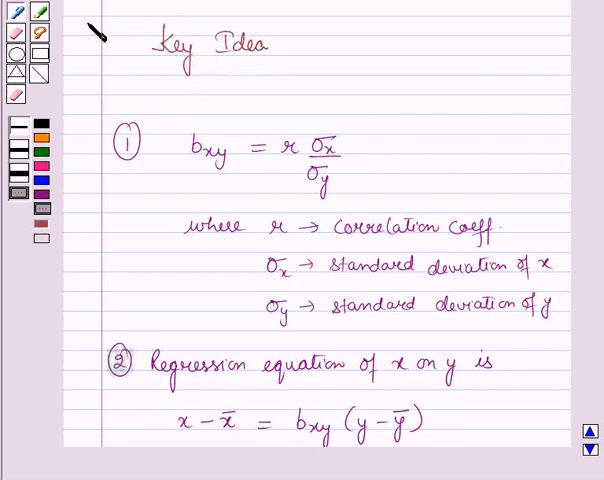 Key Idea
① bxy = r σx/σy
where r → correlation coeff.
σx → standard deviation of x
σy → standard deviation of y
② Regression equation of x on y is
x - x̄ = bxy (y - ȳ)